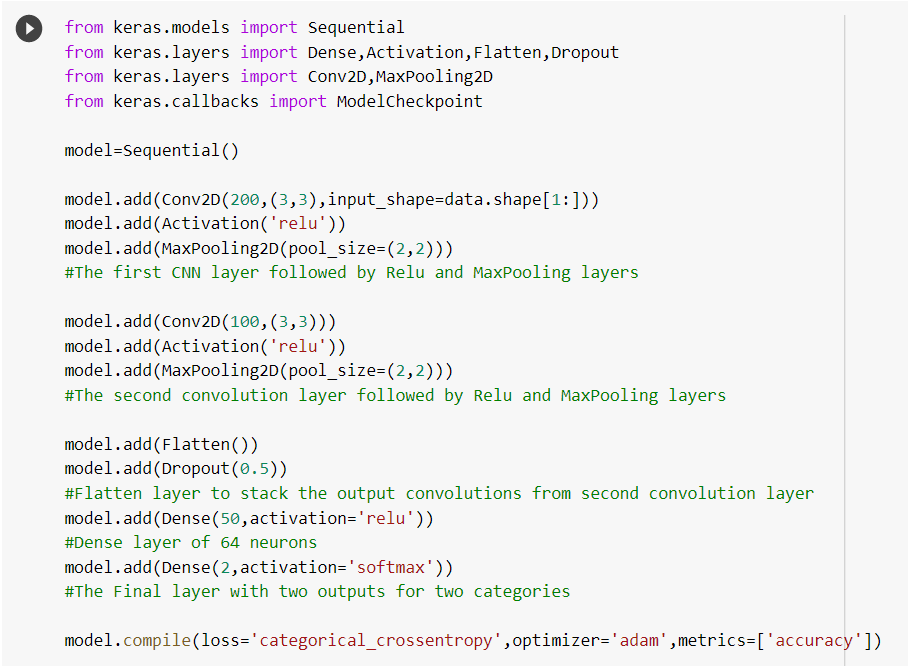 from keras.models import Sequential
from keras.layers import Dense,Activation,Flatten,Dropout
from keras.layers import Conv2D,MaxPooling2D
from keras.callbacks import ModelCheckpoint
model=Sequential()
model.add(Conv2D(200,(3,3),input_shape=data.shape[1:]))
model.add(Activation('relu'))
model.add(MaxPooling2D(pool_size=(2,2)))
#The first CNN layer followed by Relu and MaxPooling layers
model.add(Conv2D(100,(3,3)))
model.add(Activation('relu'))
model.add(MaxPooling2D(pool_size=(2,2)))
#The second convolution layer followed by Relu and MaxPooling layers
model.add(Flatten())
model.add(Dropout(0.5))
#Flatten layer to stack the output convolutions from second convolution layer
model.add(Dense(50,activation='relu'))
#Dense layer of 64 neurons
model.add(Dense(2,activation='softmax'))
#The Final layer with two outputs for two categories
model.compile(loss='categorical_crossentropy',optimizer='adam',metrics=['accuracy'])